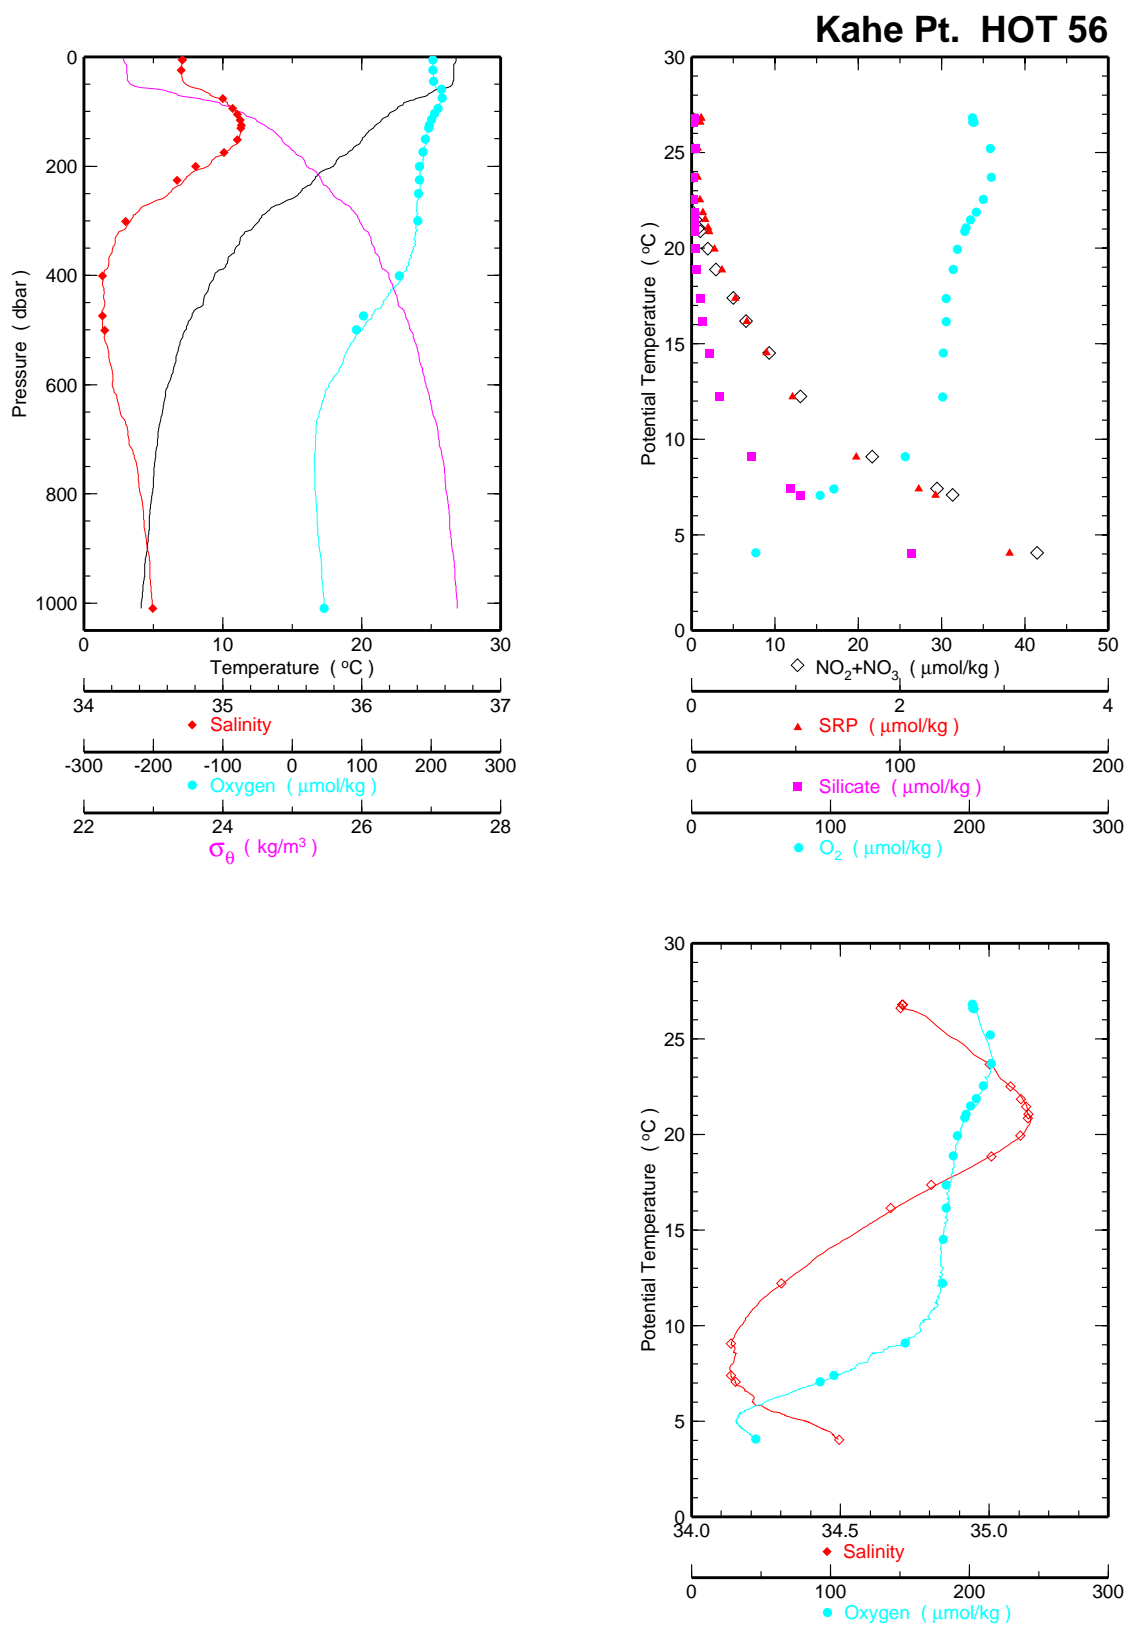 Kahe Pt. HOT 56
0
200
400
600
800
1000
Pressure ( dbar )
0 10 20 30
Temperature ( °C )
34 35 36 37
Salinity
-300 -200 -100 0 100 200 300
Oxygen ( μmol/kg )
22 24 26 28
σθ ( kg/m³ )
30
25
20
15
10
5
0
Potential Temperature ( °C )
0 10 20 30 40 50
NO₂+NO₃ ( μmol/kg )
0 2 4
SRP ( μmol/kg )
0 100 200
Silicate ( μmol/kg )
0 100 200 300
O₂ ( μmol/kg )
30
25
20
15
10
5
0
Potential Temperature ( °C )
34.0 34.5 35.0
Salinity
0 100 200 300
Oxygen ( μmol/kg )